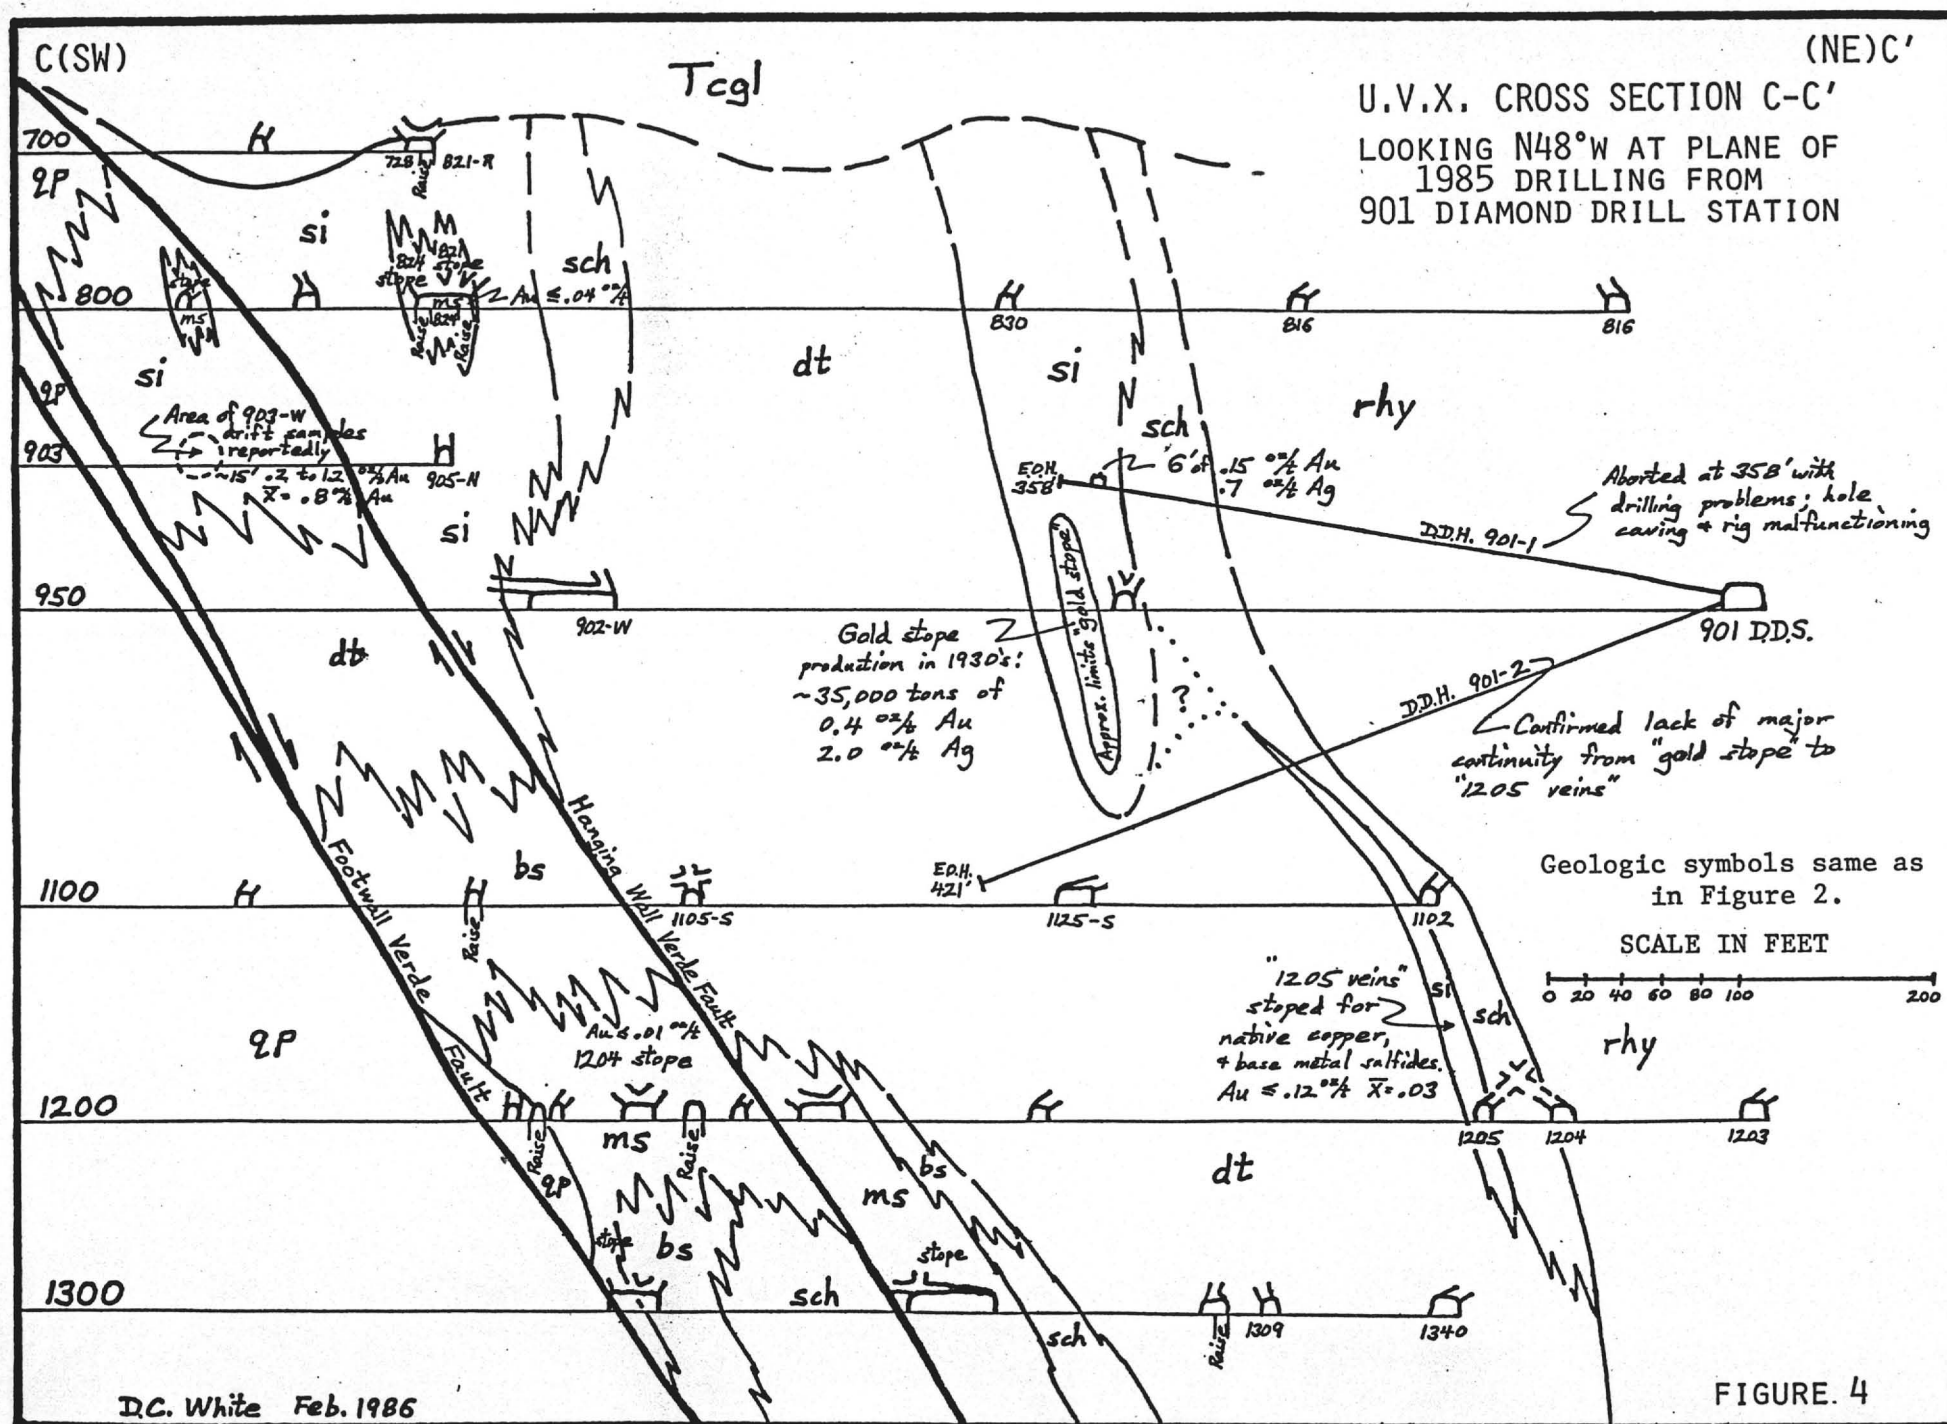 C(SW)
(NE)C'
Tcgl
U.V.X. CROSS SECTION C-C'
LOOKING N48°W AT PLANE OF
1985 DRILLING FROM
901 DIAMOND DRILL STATION
700
728
821-R
Raise
qp
si
824
stope
821
stope
sch
stope
ms
800
ms
824
Raise
Raise
Au ≤ .04 oz/t
830
816
816
si
dt
si
rhy
qp
Area of 903-W
drift samples
reportedly
~15' .2 to 1.2 oz/t Au
X̄ = .8 oz/t Au
903
905-H
sch
6' of .15 oz/t Au
.7 oz/t Ag
E.O.H.
358'
Aborted at 358' with
drilling problems; hole
caving & rig malfunctioning
D.D.H. 901-1
si
950
902-W
901 D.D.S.
dt
Gold stope
production in 1930's:
~35,000 tons of
0.4 oz/t Au
2.0 oz/t Ag
Approx. limits "gold stope"
?
D.D.H. 901-2
Confirmed lack of major
continuity from "gold stope" to
"1205 veins"
Hanging Wall Verde Fault
Footwall Verde Fault
bs
E.O.H.
421'
1100
Raise
1105-S
1125-S
1102
Geologic symbols same as
in Figure 2.
SCALE IN FEET
0 20 40 60 80 100 200
"1205 veins"
stoped for
native copper,
& base metal sulfides.
Au ≤ .12 oz/t X̄ = .03
si
sch
rhy
qp
Au ≤ .01 oz/t
1204 stope
1200
Raise
ms
Raise
1205
1204
1203
qp
bs
ms
dt
stope
bs
stope
1300
sch
sch
Raise
1309
1340
D.C. White Feb. 1986
FIGURE. 4